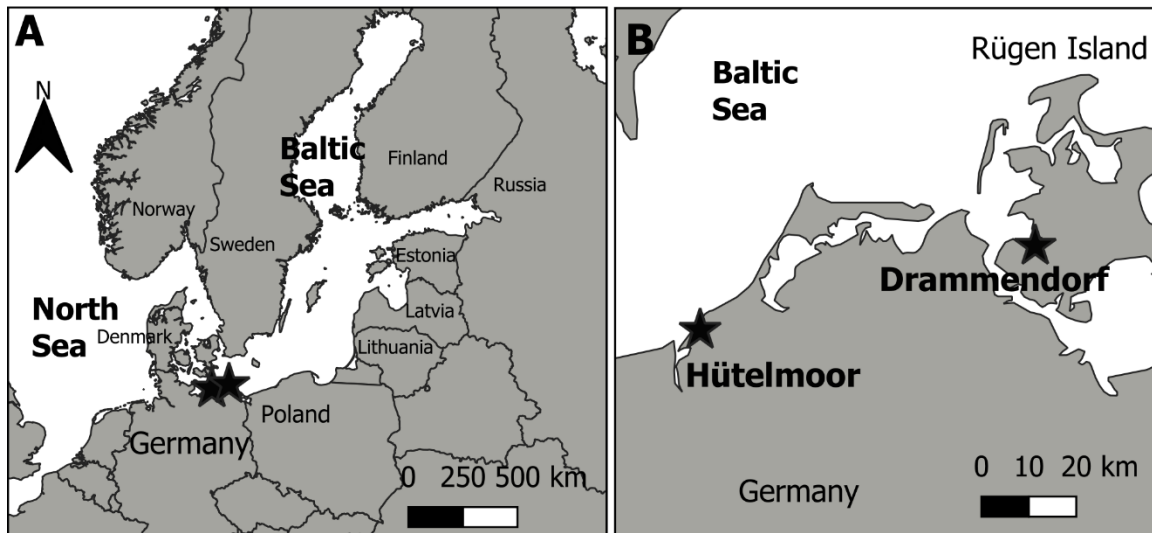 A
N
Baltic
Sea
Finland
Russia
Norway
Sweden
Estonia
North
Sea
Denmark
Latvia
Lithuania
Poland
Germany
0 250 500 km
B
Rügen Island
Baltic
Sea
Drammendorf
Hütelmoor
0 10 20 km
Germany